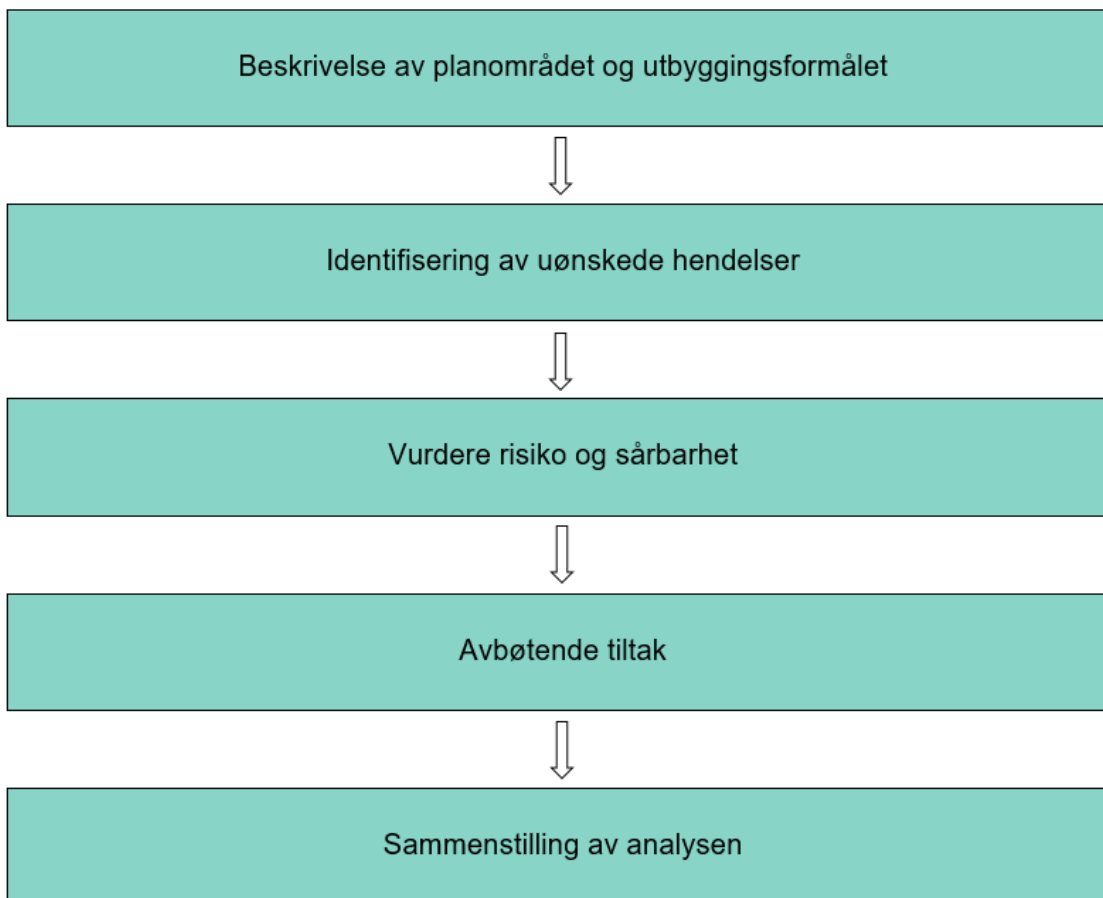 Beskrivelse av planområdet og utbyggingsformålet
Identifisering av uønskede hendelser
Vurdere risiko og sårbarhet
Avbøtende tiltak
Sammenstilling av analysen